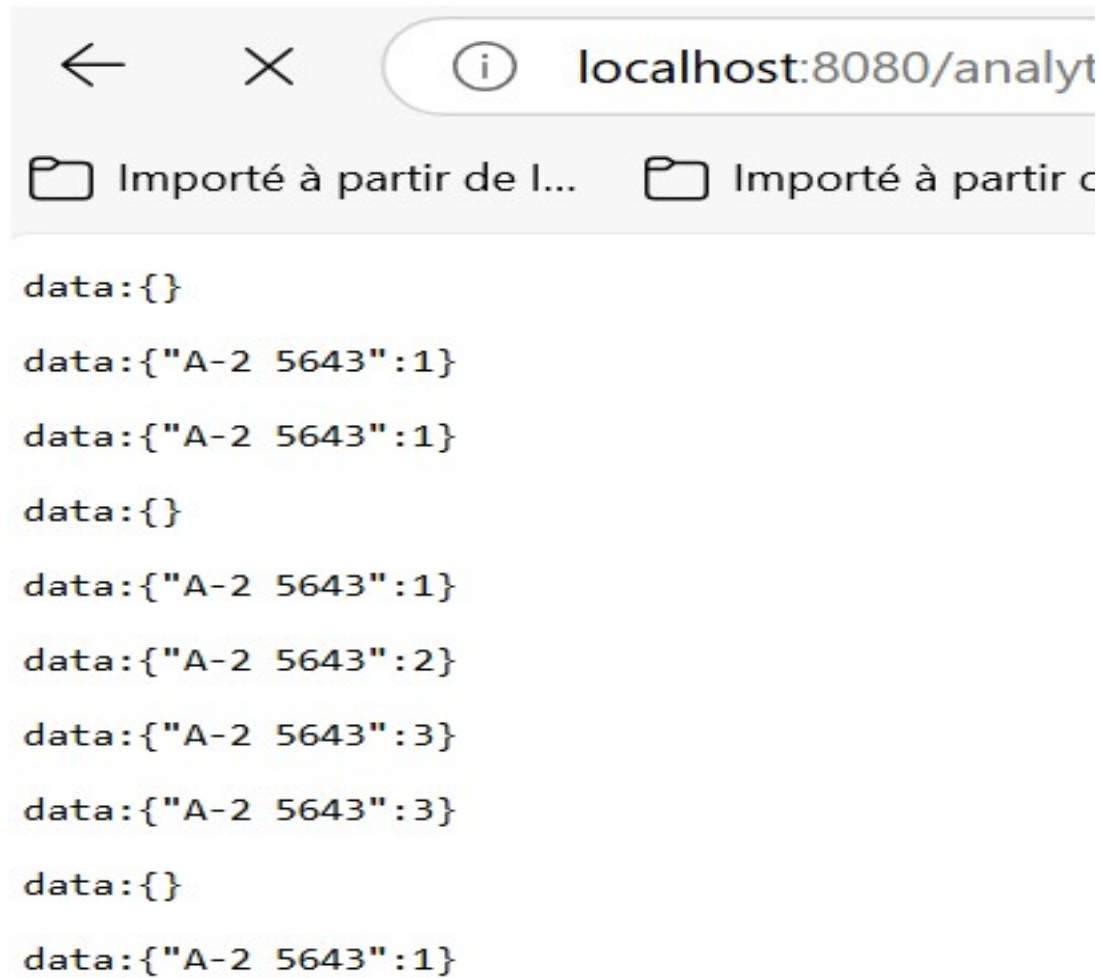 localhost:8080/analyt
Importé à partir de l... Importé à partir
data:{}
data:{"A-2 5643":1}
data:{"A-2 5643":1}
data:{}
data:{"A-2 5643":1}
data:{"A-2 5643":2}
data:{"A-2 5643":3}
data:{"A-2 5643":3}
data:{}
data:{"A-2 5643":1}